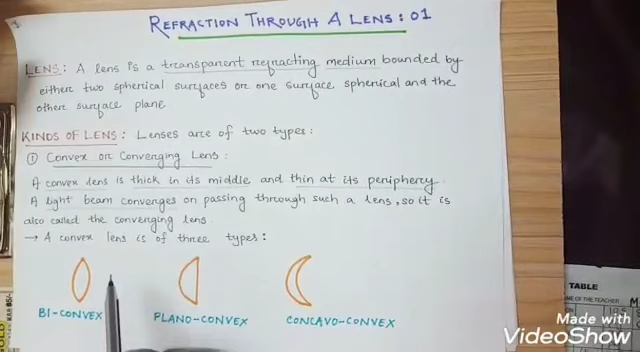 REFRACTION THROUGH A LENS: 01
LENS: A lens is a transparent refracting medium bounded by
either two spherical surfaces or one surface spherical and the
other surface plane
KINDS OF LENS: Lenses are of two types:
① Convex or Converging Lens:
A convex lens is thick in its middle and thin at its periphery.
A light beam converges on passing through such a lens, so it is
also called the converging lens.
→ A convex lens is of three types:
BI-CONVEX
PLANO-CONVEX
CONCAVO-CONVEX
TABLE
NAME OF THE TEACHER
Made with
VideoShow